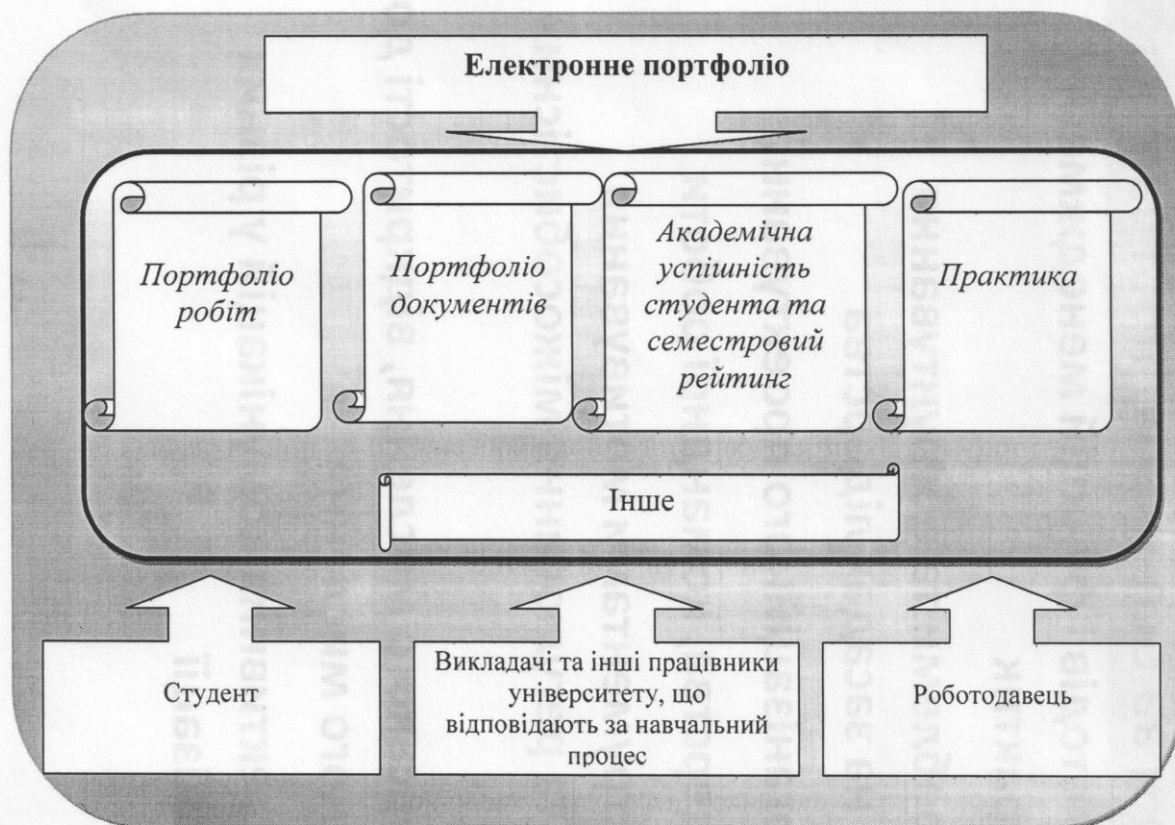 Електронне портфоліо
Портфоліо
робіт
Портфоліо
документів
Академічна
успішність
студента та
семестровий
рейтинг
Практика
Інше
Студент
Викладачі та інші працівники
університету, що
відповідають за навчальний
процес
Роботодавець